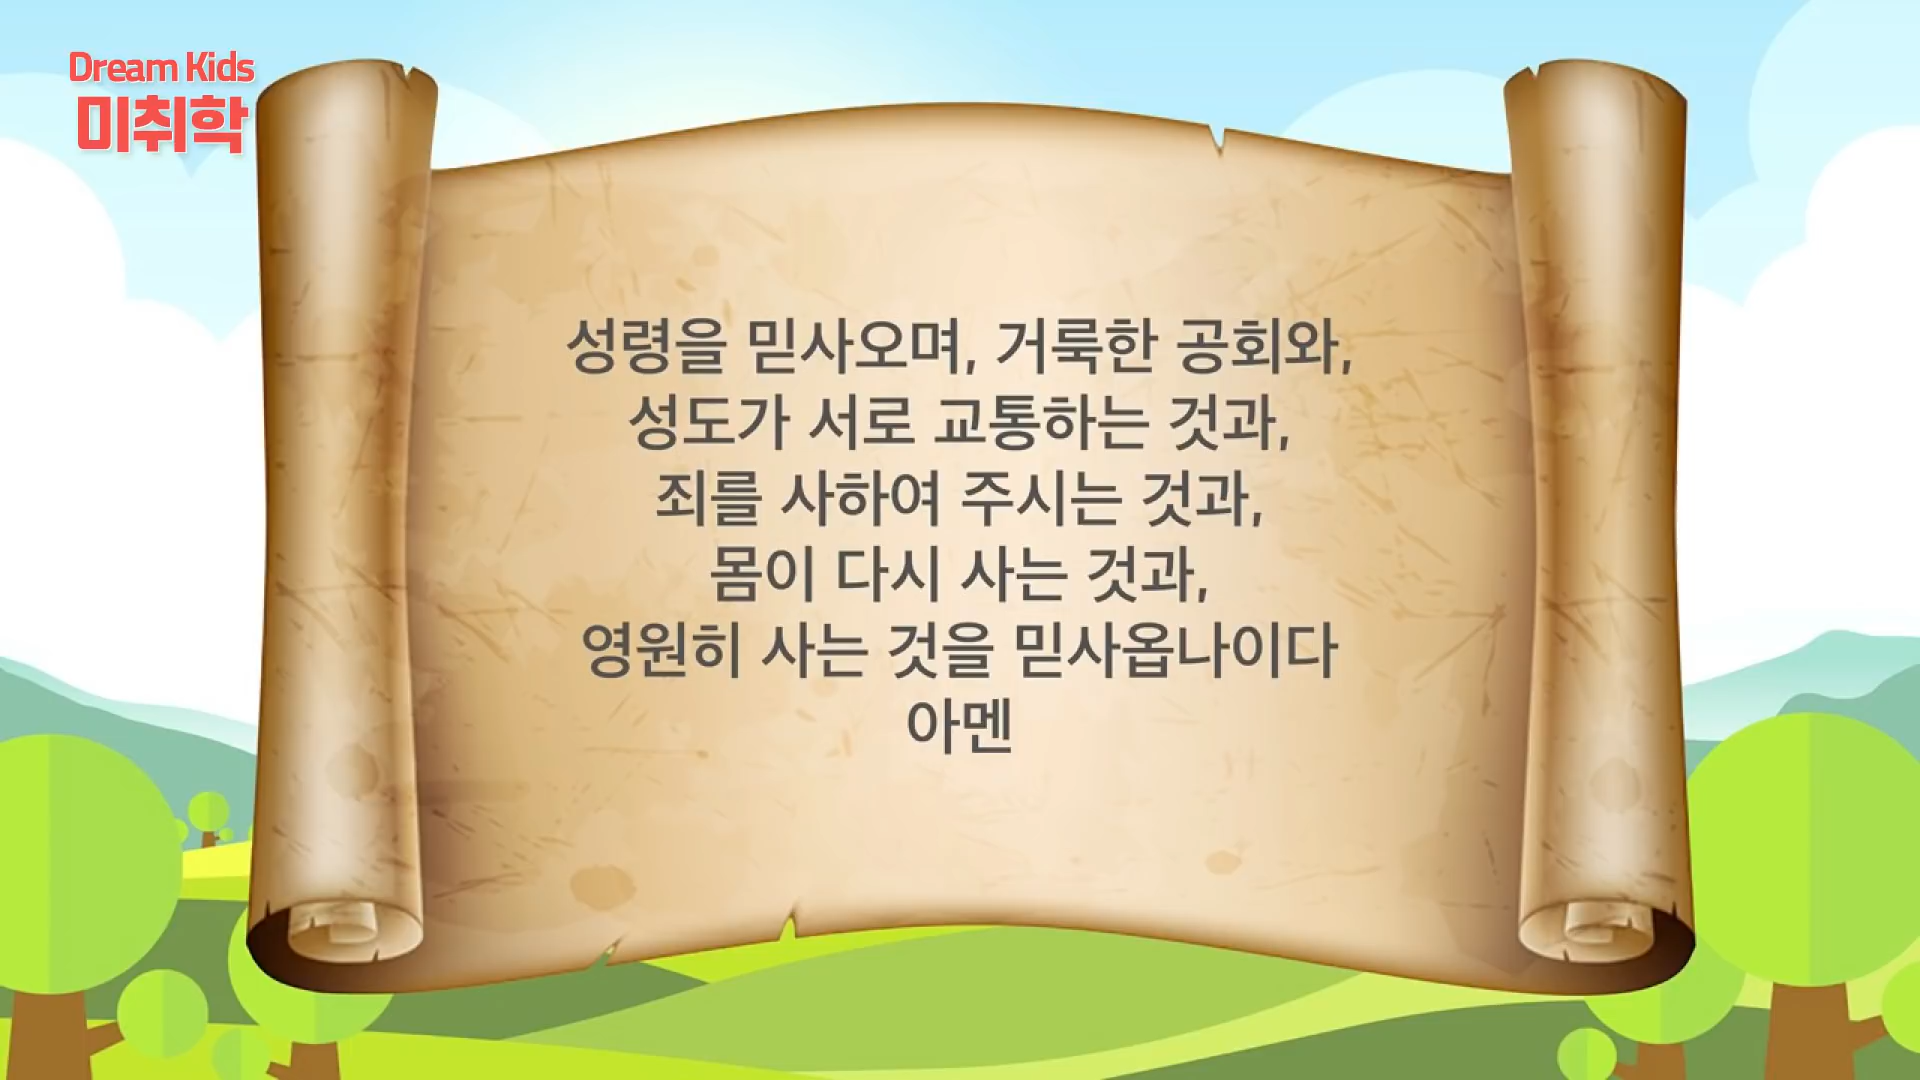 Dream Kids
미취학
성령을 믿사오며, 거룩한 공회와,
성도가 서로 교통하는 것과,
죄를 사하여 주시는 것과,
몸이 다시 사는 것과,
영원히 사는 것을 믿사옵나이다
아멘